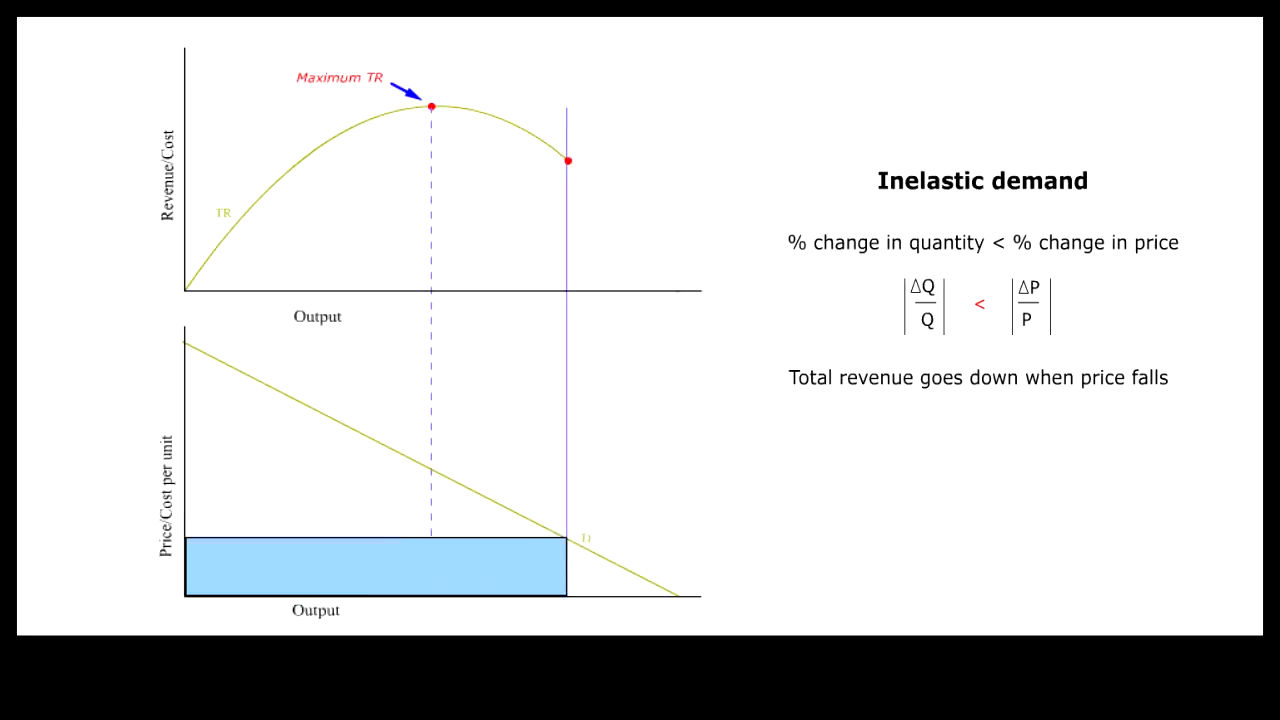 Maximum TR
Revenue/Cost
TR
Output
Price/Cost per unit
D
Output
Inelastic demand
% change in quantity < % change in price
|ΔQ/Q| < |ΔP/P|
Total revenue goes down when price falls